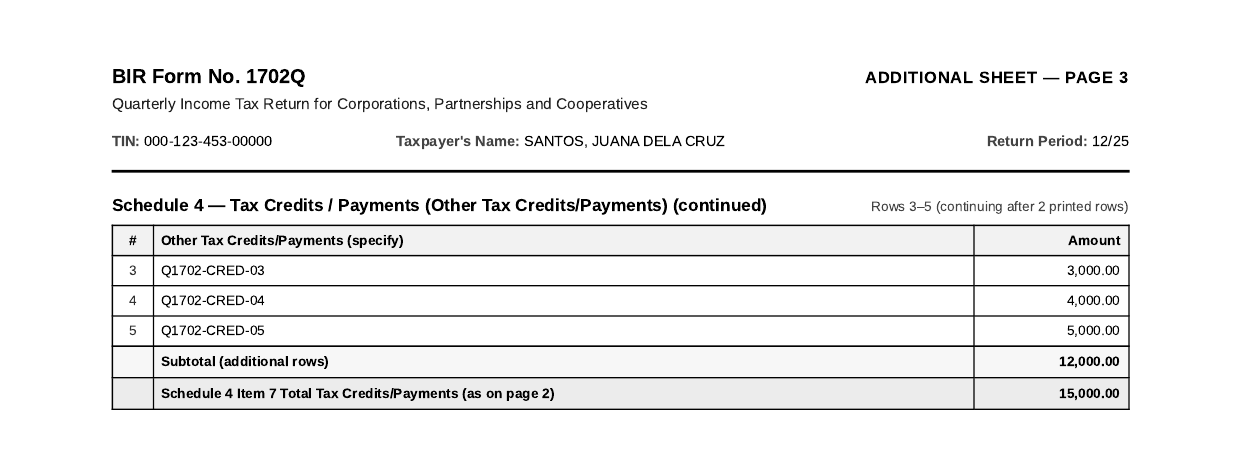 BIR Form No. 1702Q
ADDITIONAL SHEET — PAGE 3
Quarterly Income Tax Return for Corporations, Partnerships and Cooperatives
TIN: 000-123-453-00000 Taxpayer's Name: SANTOS, JUANA DELA CRUZ Return Period: 12/25
Schedule 4 — Tax Credits / Payments (Other Tax Credits/Payments) (continued) Rows 3–5 (continuing after 2 printed rows)
# Other Tax Credits/Payments (specify) Amount
3 Q1702-CRED-03 3,000.00
4 Q1702-CRED-04 4,000.00
5 Q1702-CRED-05 5,000.00
Subtotal (additional rows) 12,000.00
Schedule 4 Item 7 Total Tax Credits/Payments (as on page 2) 15,000.00